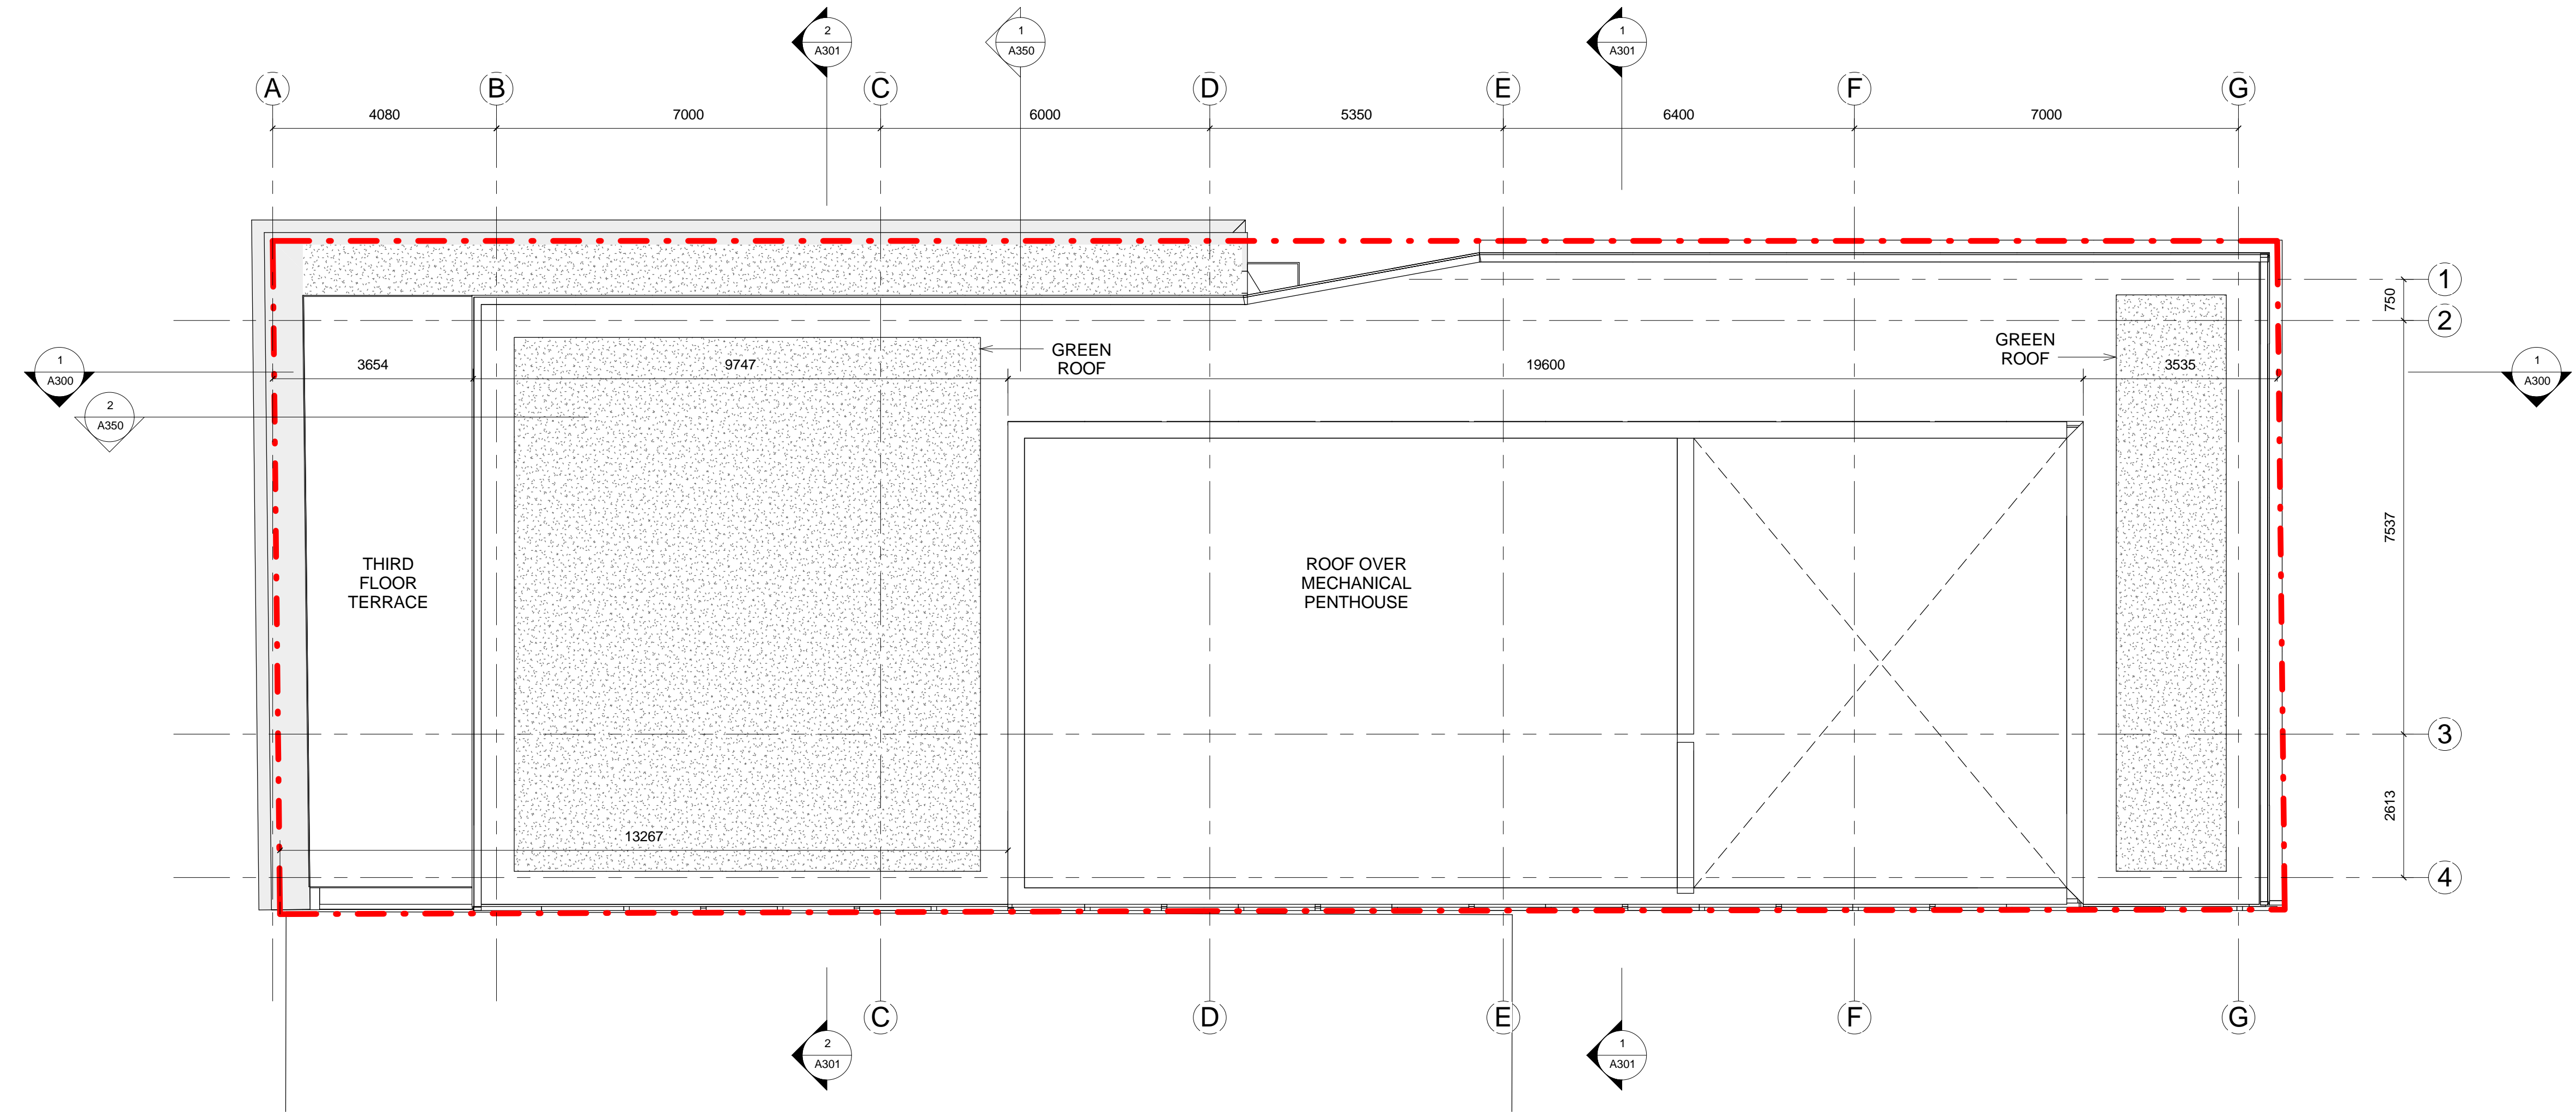 2
A301
1
A350
1
A301
A
B
C
D
E
F
G
4080
7000
6000
5350
6400
7000
1
750
2
GREEN
ROOF
GREEN
ROOF
1
A300
3654
9747
19600
3535
1
A300
2
A350
7537
THIRD
FLOOR
TERRACE
ROOF OVER
MECHANICAL
PENTHOUSE
3
2613
13267
4
C
D
E
F
G
2
A301
1
A301